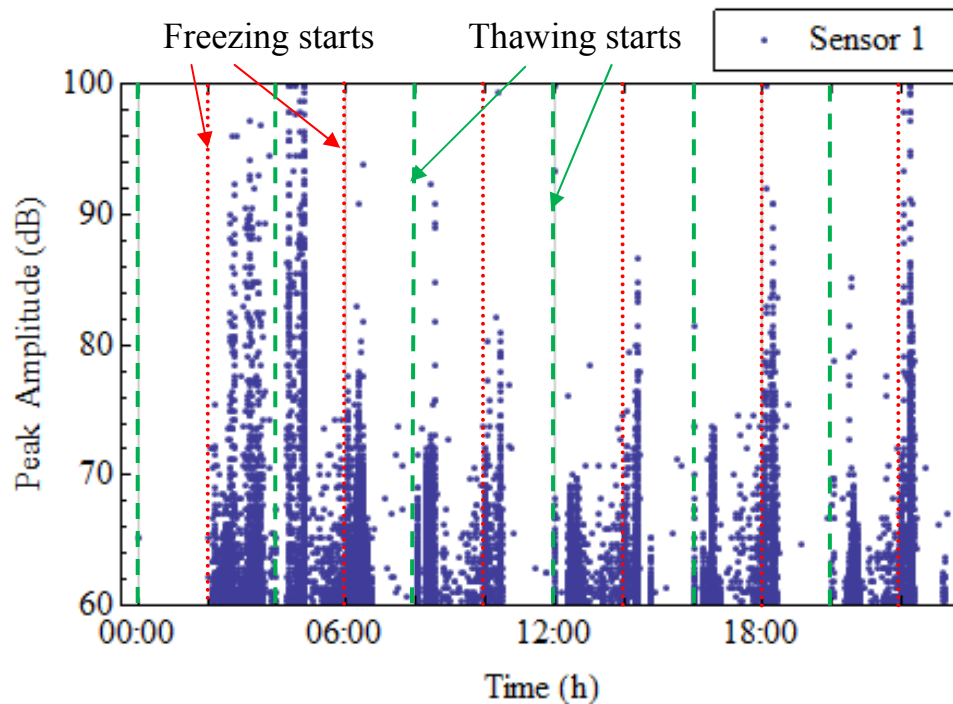 Freezing starts
Thawing starts
Sensor 1
100
90
80
70
60
Peak Amplitude (dB)
00:00
06:00
12:00
18:00
Time (h)